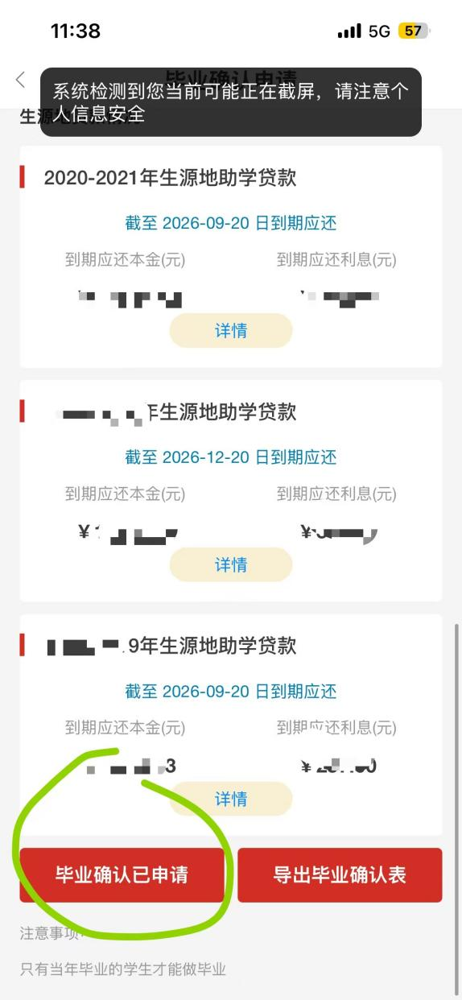 11:38
5G
57
系统检测到您当前可能正在截屏，请注意个
人信息安全
2020-2021年生源地助学贷款
截至 2026-09-20 日到期应还
到期应还本金(元)
到期应还利息(元)
详情
年生源地助学贷款
截至 2026-12-20 日到期应还
到期应还本金(元)
到期应还利息(元)
¥
¥
详情
9年生源地助学贷款
截至 2026-09-20 日到期应还
到期应还本金(元)
到期应还利息(元)
3
¥
详情
毕业确认已申请
导出毕业确认表
注意事项
只有当年毕业的学生才能做毕业